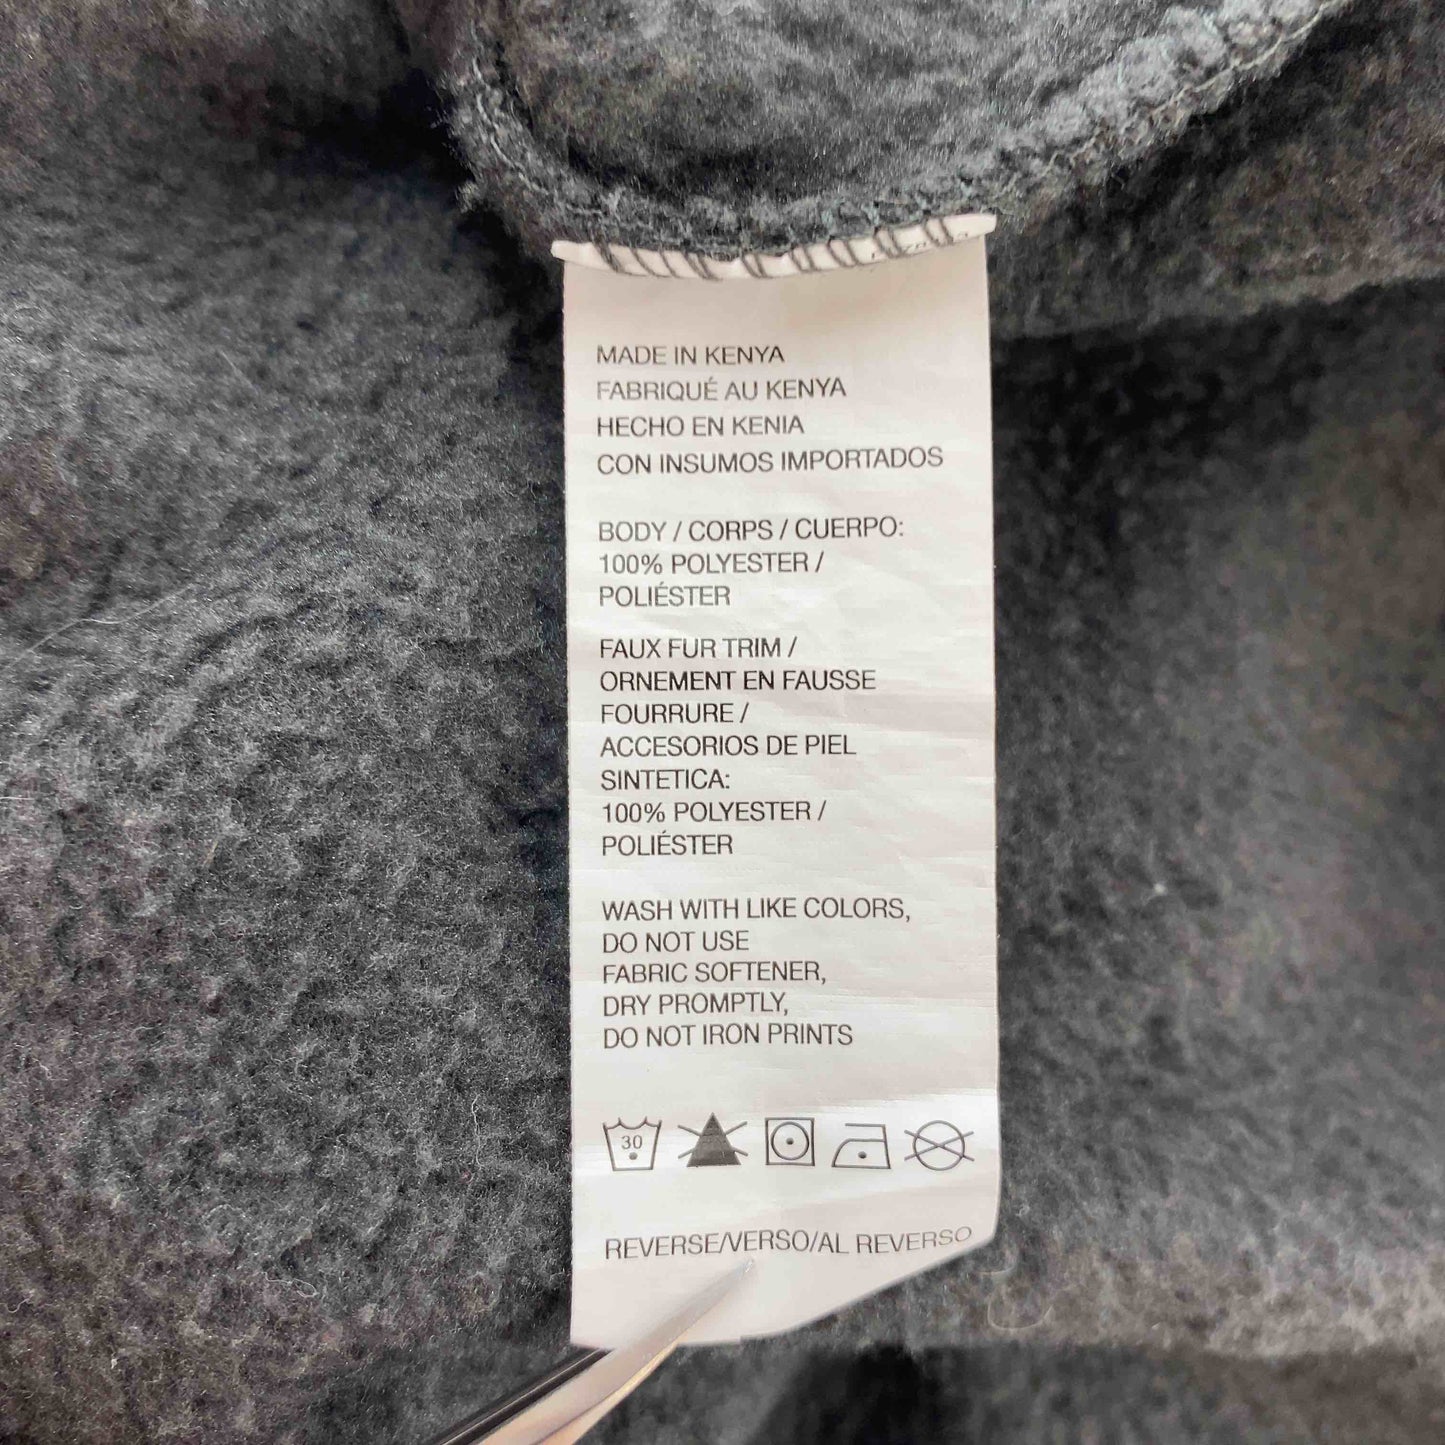 MADE IN KENYA
FABRIQUÉ AU KENYA
HECHO EN KENIA
CON INSUMOS IMPORTADOS
BODY / CORPS / CUERPO:
100% POLYESTER /
POLIÉSTER
FAUX FUR TRIM /
ORNEMENT EN FAUSSE
FOURRURE /
ACCESORIOS DE PIEL
SINTETICA:
100% POLYESTER /
POLIÉSTER
WASH WITH LIKE COLORS,
DO NOT USE
FABRIC SOFTENER,
DRY PROMPTLY,
DO NOT IRON PRINTS
30
REVERSE/VERSO/AL REVERSO